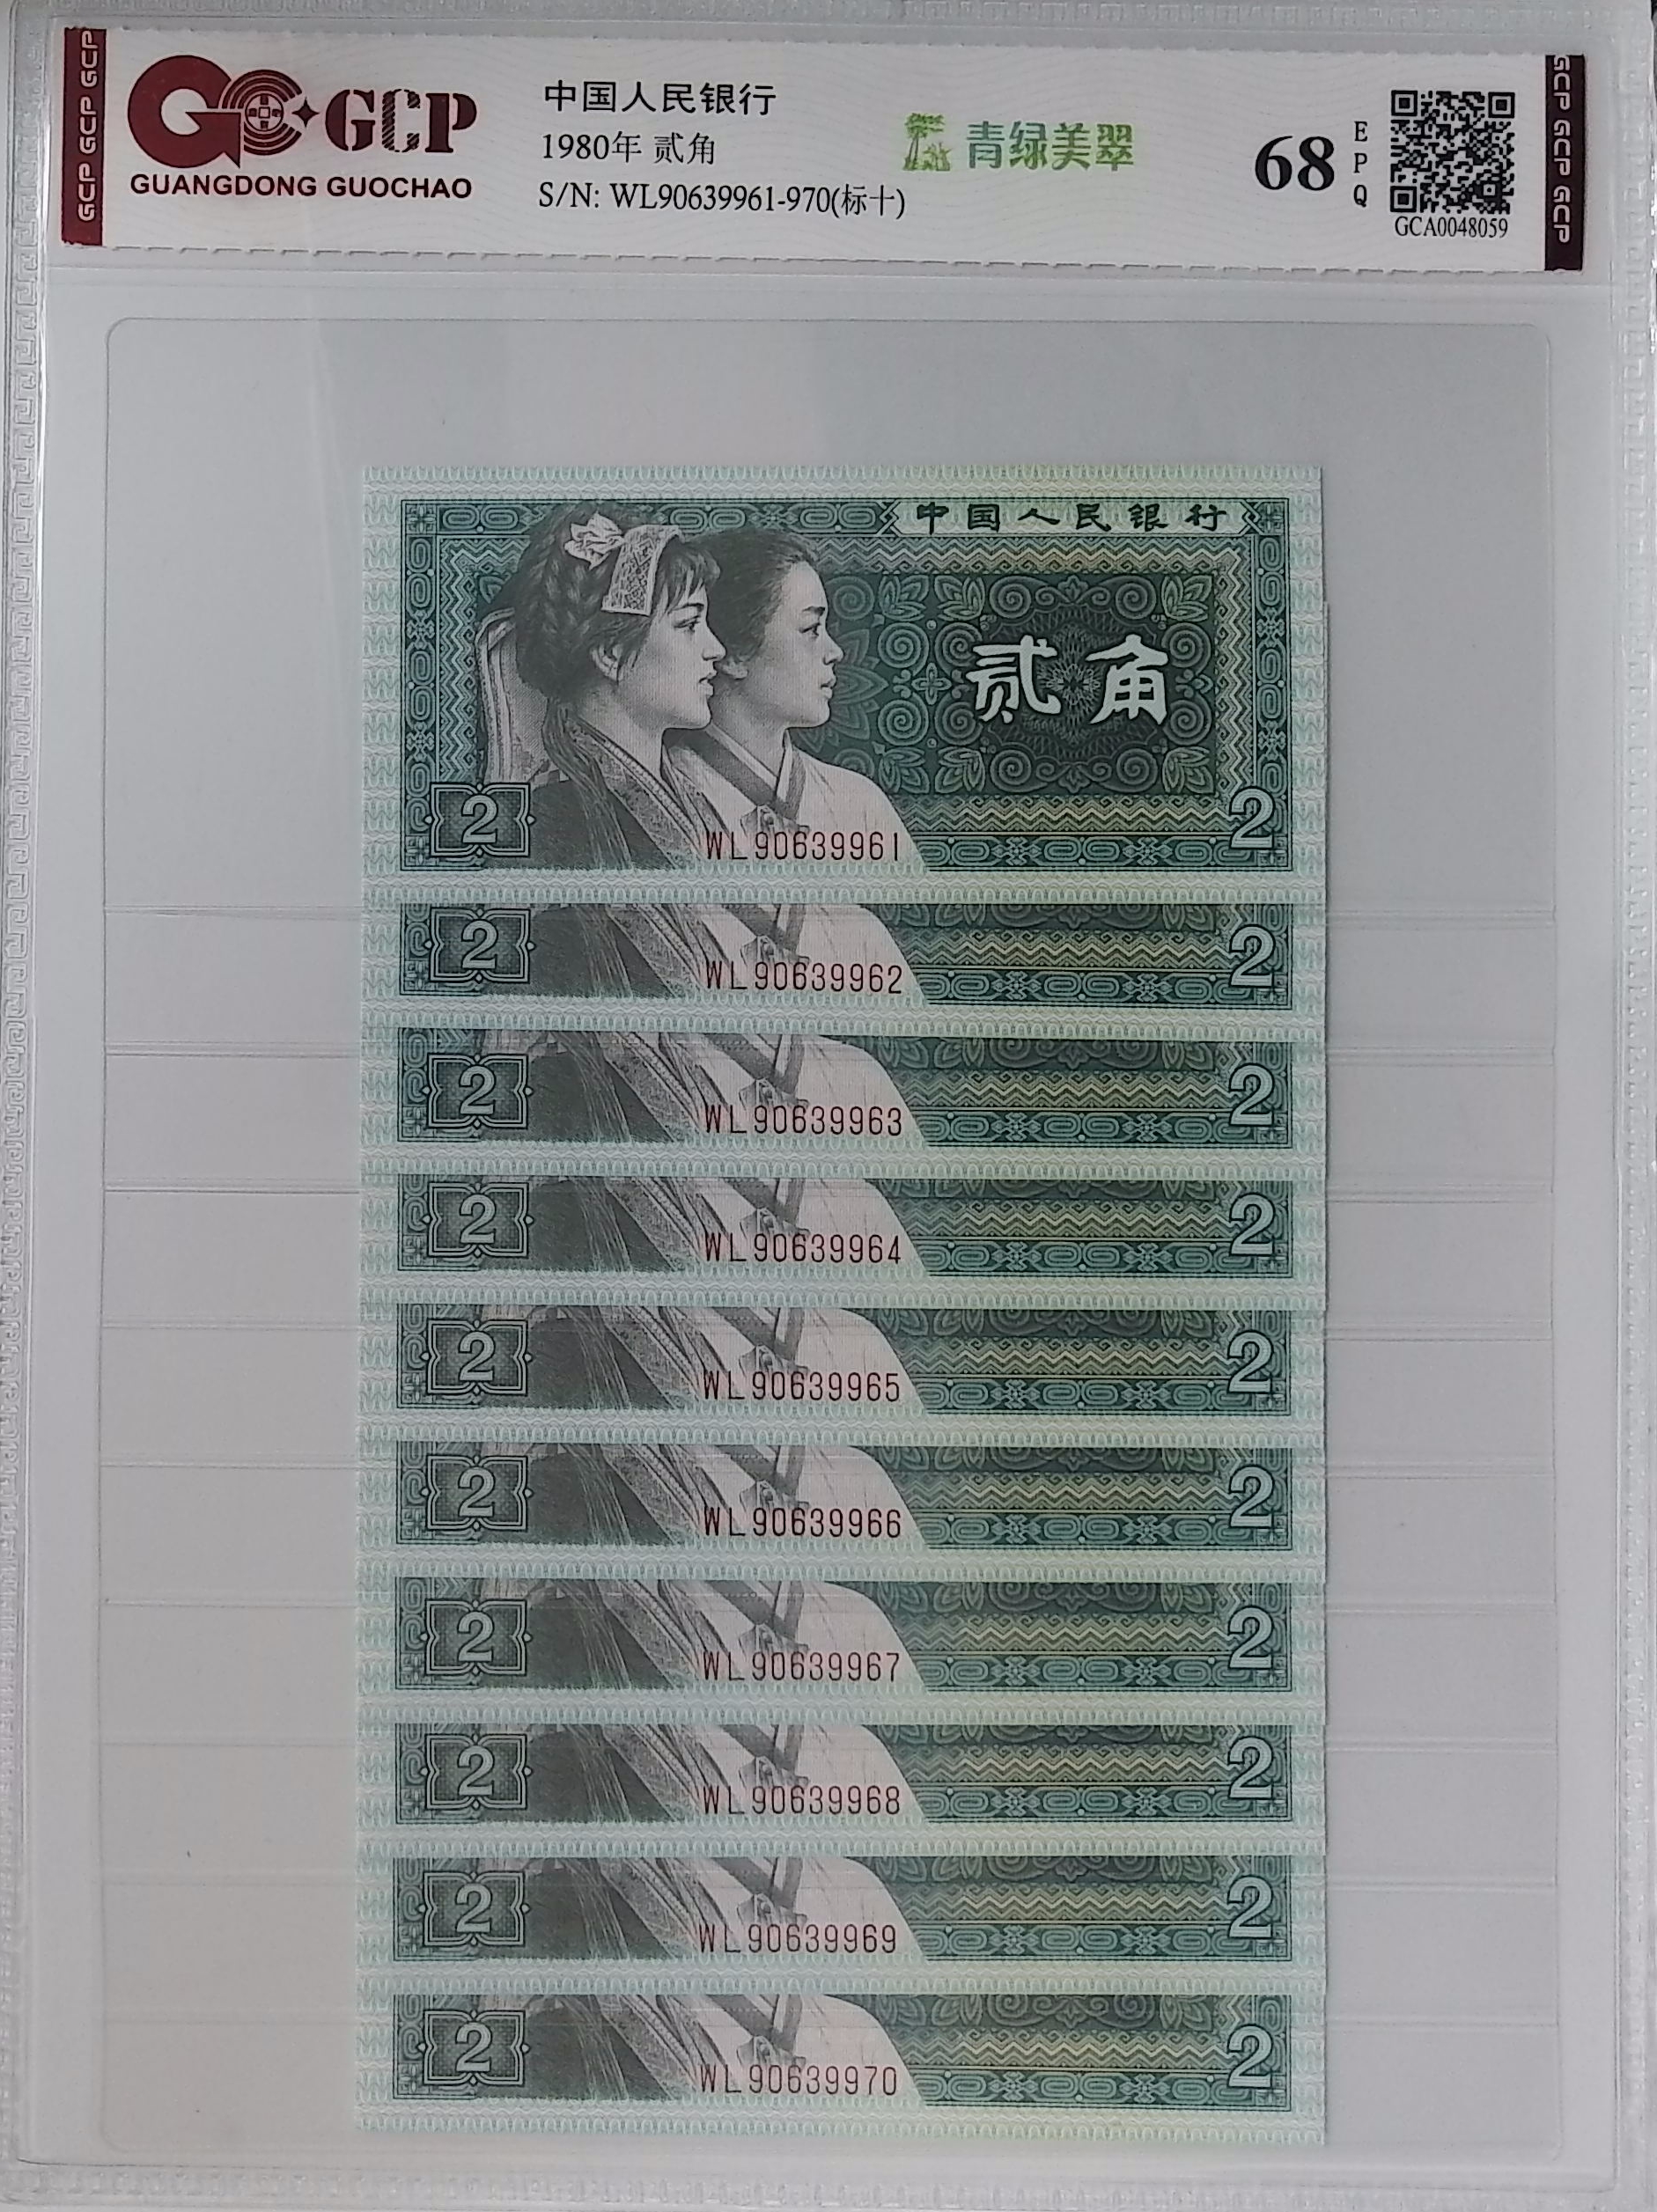 GCP GCP GCP
GCP
GUANGDONG GUOCHAO
中国人民银行
1980年 贰角
S/N: WL90639961-970(标十)
青绿美翠
68
EPQ
GCA0048059
GCP GCP GCP
中国人民银行
贰角
2 WL90639961 2
2 WL90639962 2
2 WL90639963 2
2 WL90639964 2
2 WL90639965 2
2 WL90639966 2
2 WL90639967 2
2 WL90639968 2
2 WL90639969 2
2 WL90639970 2